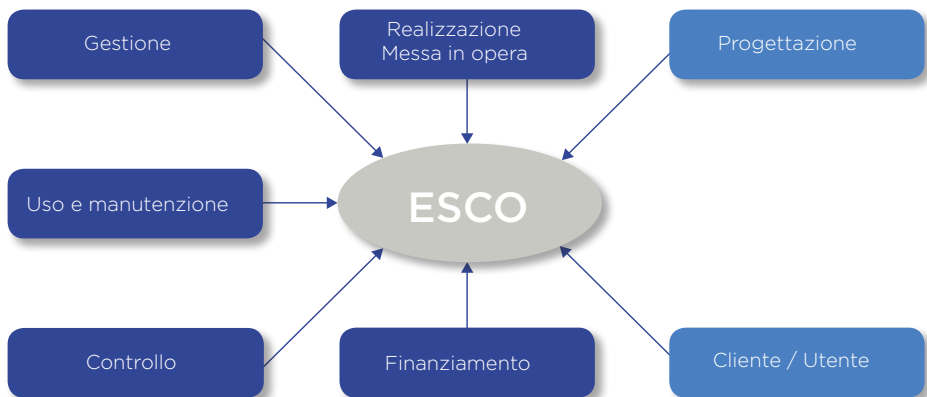 Gestione
Realizzazione
Messa in opera
Progettazione
Uso e manutenzione
ESCO
Controllo
Finanziamento
Cliente / Utente